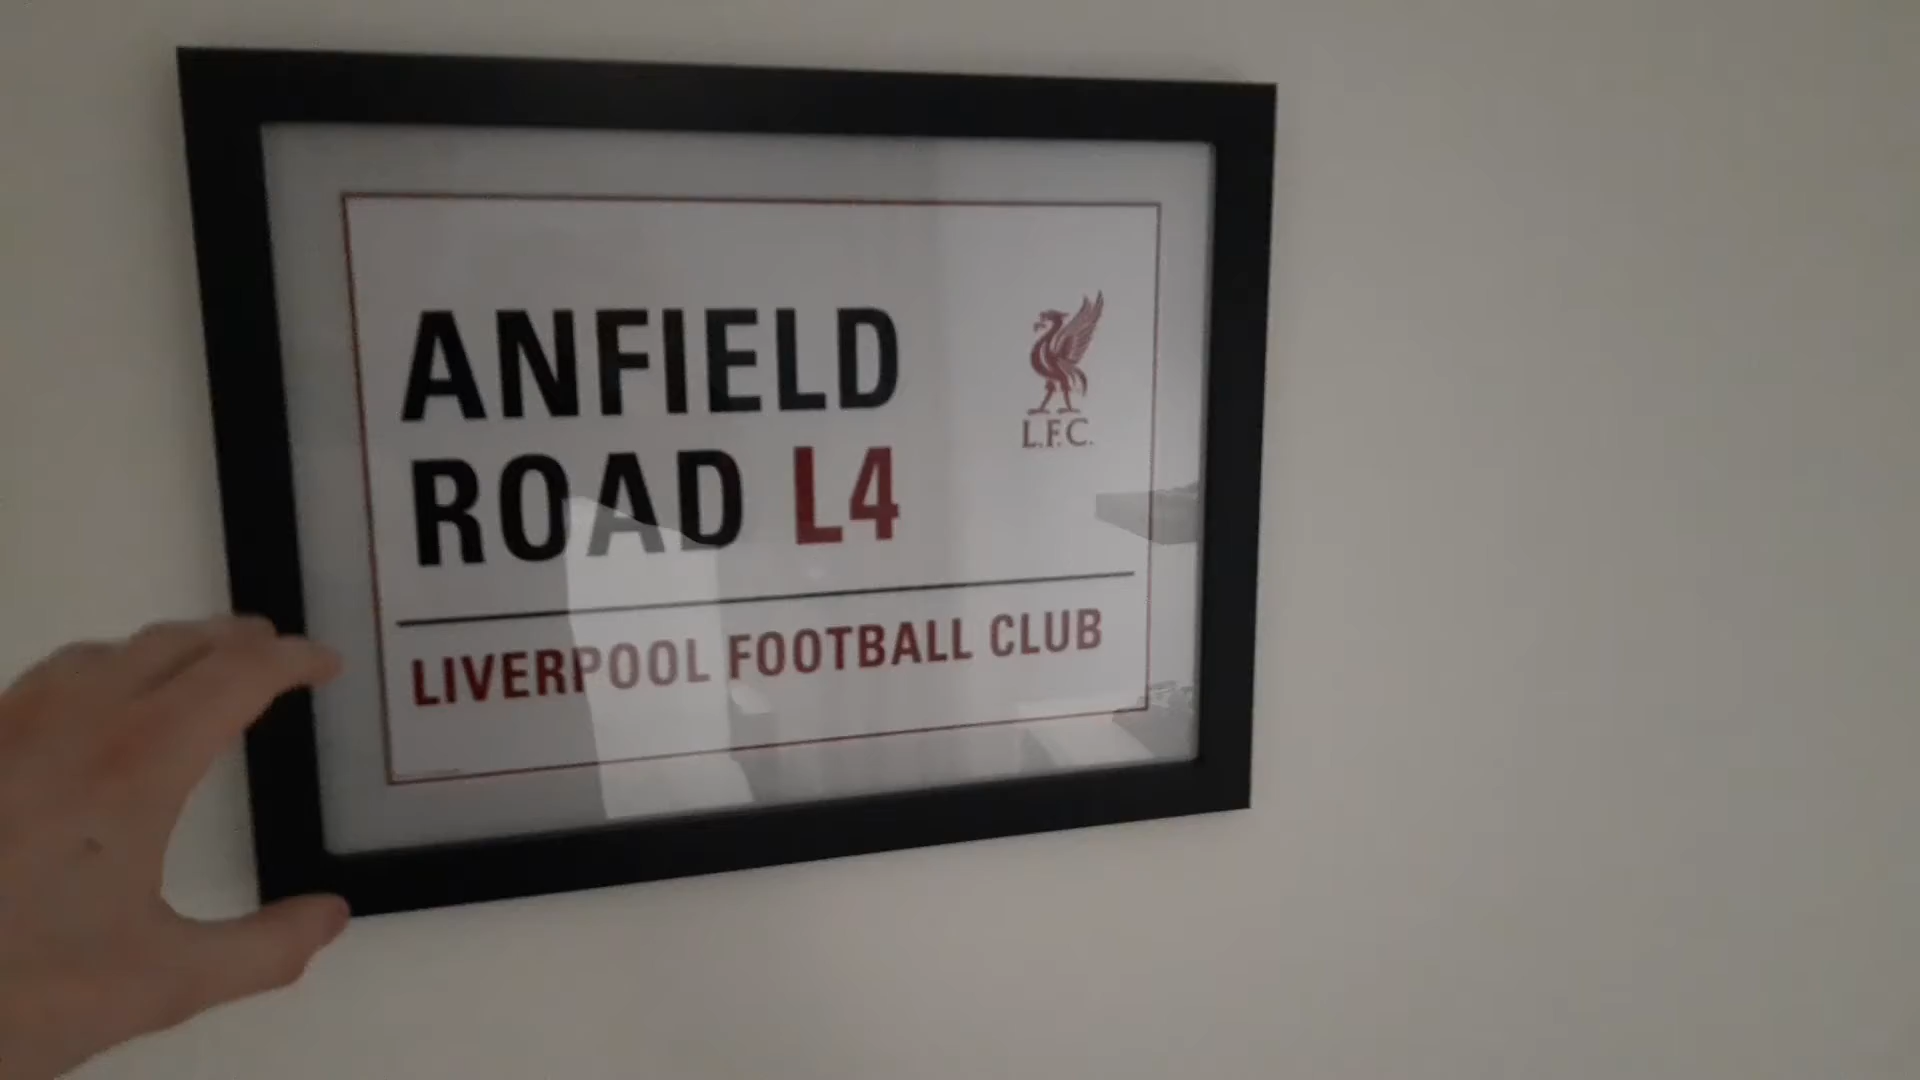 ANFIELD
ROAD L4
L.F.C.
LIVERPOOL FOOTBALL CLUB